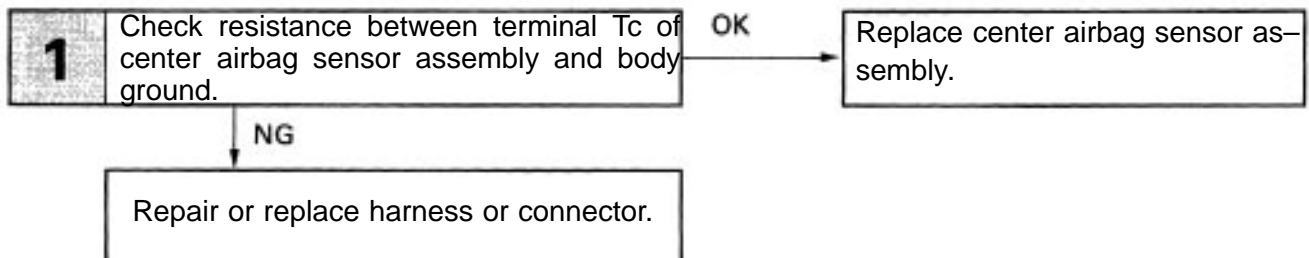 1
Check resistance between terminal Tc of
center airbag sensor assembly and body
ground.
OK
Replace center airbag sensor as–
sembly.
NG
Repair or replace harness or connector.